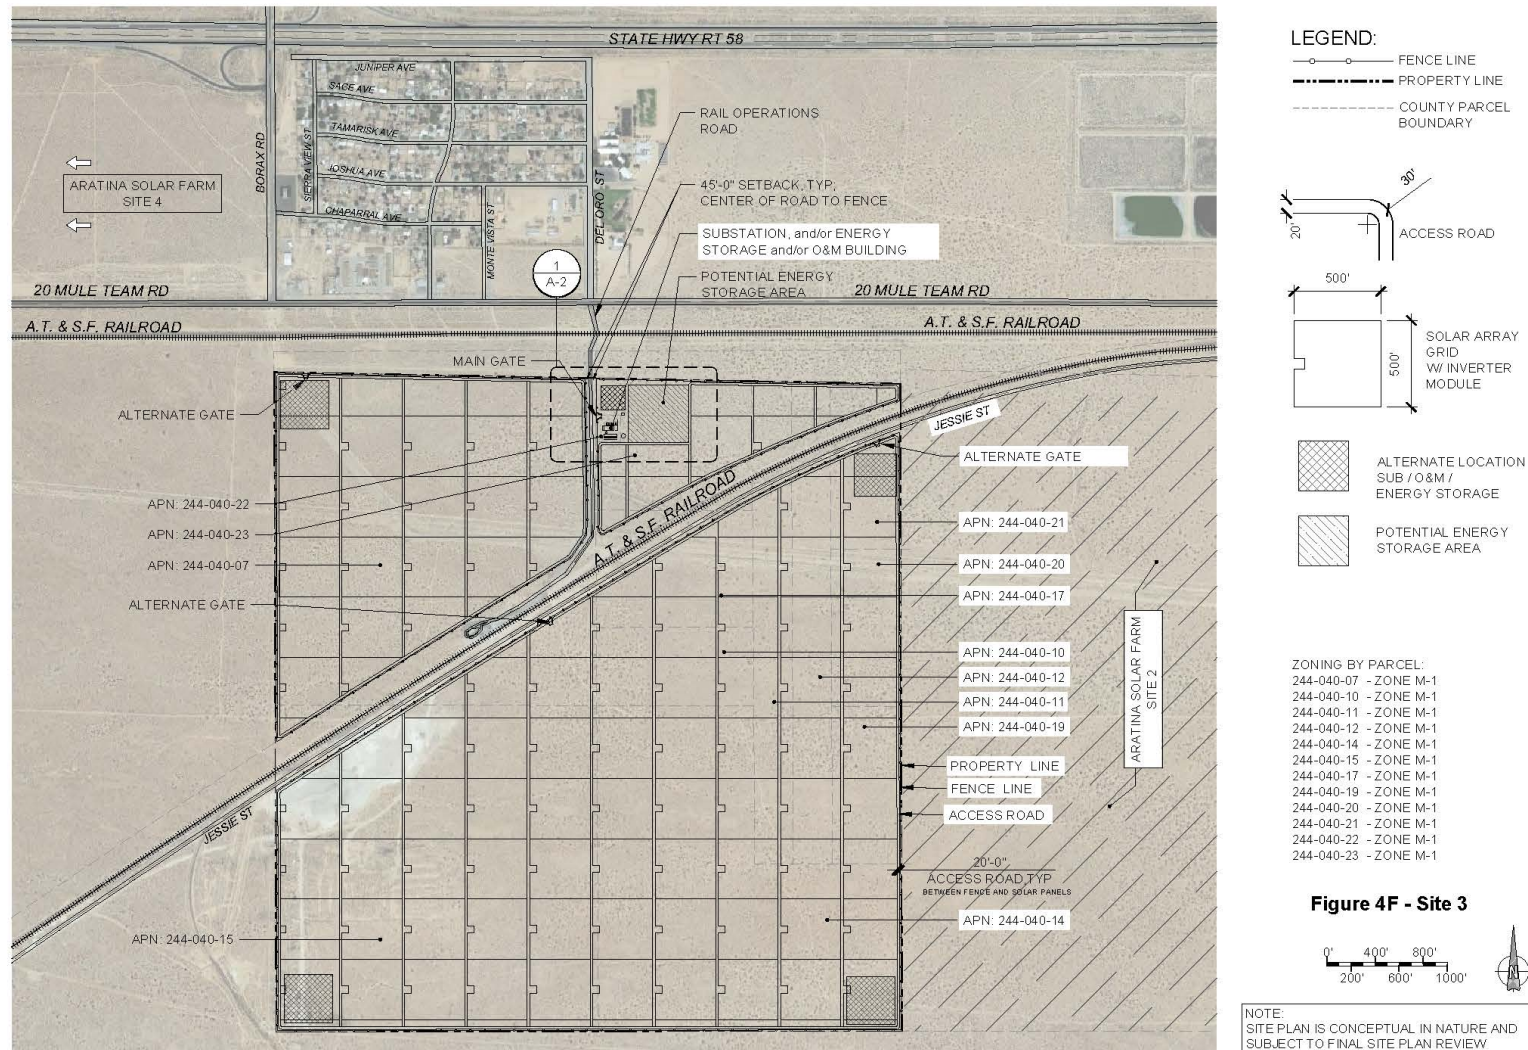 STATE HWY RT 58
JUNIPER AVE
SAGE AVE
TAMARISK AVE
JOSHUA AVE
CHAPARRAL AVE
SIERRA VIEW ST
BORAX RD
MONTE VISTA ST
DEL ORO ST
ARATINA SOLAR FARM
SITE 4
RAIL OPERATIONS
ROAD
45'-0" SETBACK, TYP;
CENTER OF ROAD TO FENCE
SUBSTATION, and/or ENERGY
STORAGE and/or O&M BUILDING
POTENTIAL ENERGY
STORAGE AREA
1
A-2
20 MULE TEAM RD
20 MULE TEAM RD
A.T. & S.F. RAILROAD
A.T. & S.F. RAILROAD
MAIN GATE
ALTERNATE GATE
JESSIE ST
ALTERNATE GATE
APN: 244-040-22
APN: 244-040-23
APN: 244-040-07
ALTERNATE GATE
A.T. & S.F. RAILROAD
APN: 244-040-21
APN: 244-040-20
APN: 244-040-17
APN: 244-040-10
APN: 244-040-12
APN: 244-040-11
APN: 244-040-19
ARATINA SOLAR FARM
SITE 2
PROPERTY LINE
FENCE LINE
ACCESS ROAD
JESSIE ST
20'-0"
ACCESS ROAD,TYP
BETWEEN FENCE AND SOLAR PANELS
APN: 244-040-14
APN: 244-040-15
LEGEND:
FENCE LINE
PROPERTY LINE
COUNTY PARCEL
BOUNDARY
30'
20'
ACCESS ROAD
500'
500'
SOLAR ARRAY
GRID
W/ INVERTER
MODULE
ALTERNATE LOCATION
SUB / O&M /
ENERGY STORAGE
POTENTIAL ENERGY
STORAGE AREA
ZONING BY PARCEL:
244-040-07 - ZONE M-1
244-040-10 - ZONE M-1
244-040-11 - ZONE M-1
244-040-12 - ZONE M-1
244-040-14 - ZONE M-1
244-040-15 - ZONE M-1
244-040-17 - ZONE M-1
244-040-19 - ZONE M-1
244-040-20 - ZONE M-1
244-040-21 - ZONE M-1
244-040-22 - ZONE M-1
244-040-23 - ZONE M-1
Figure 4F - Site 3
0' 400' 800'
200' 600' 1000'
N
NOTE:
SITE PLAN IS CONCEPTUAL IN NATURE AND
SUBJECT TO FINAL SITE PLAN REVIEW